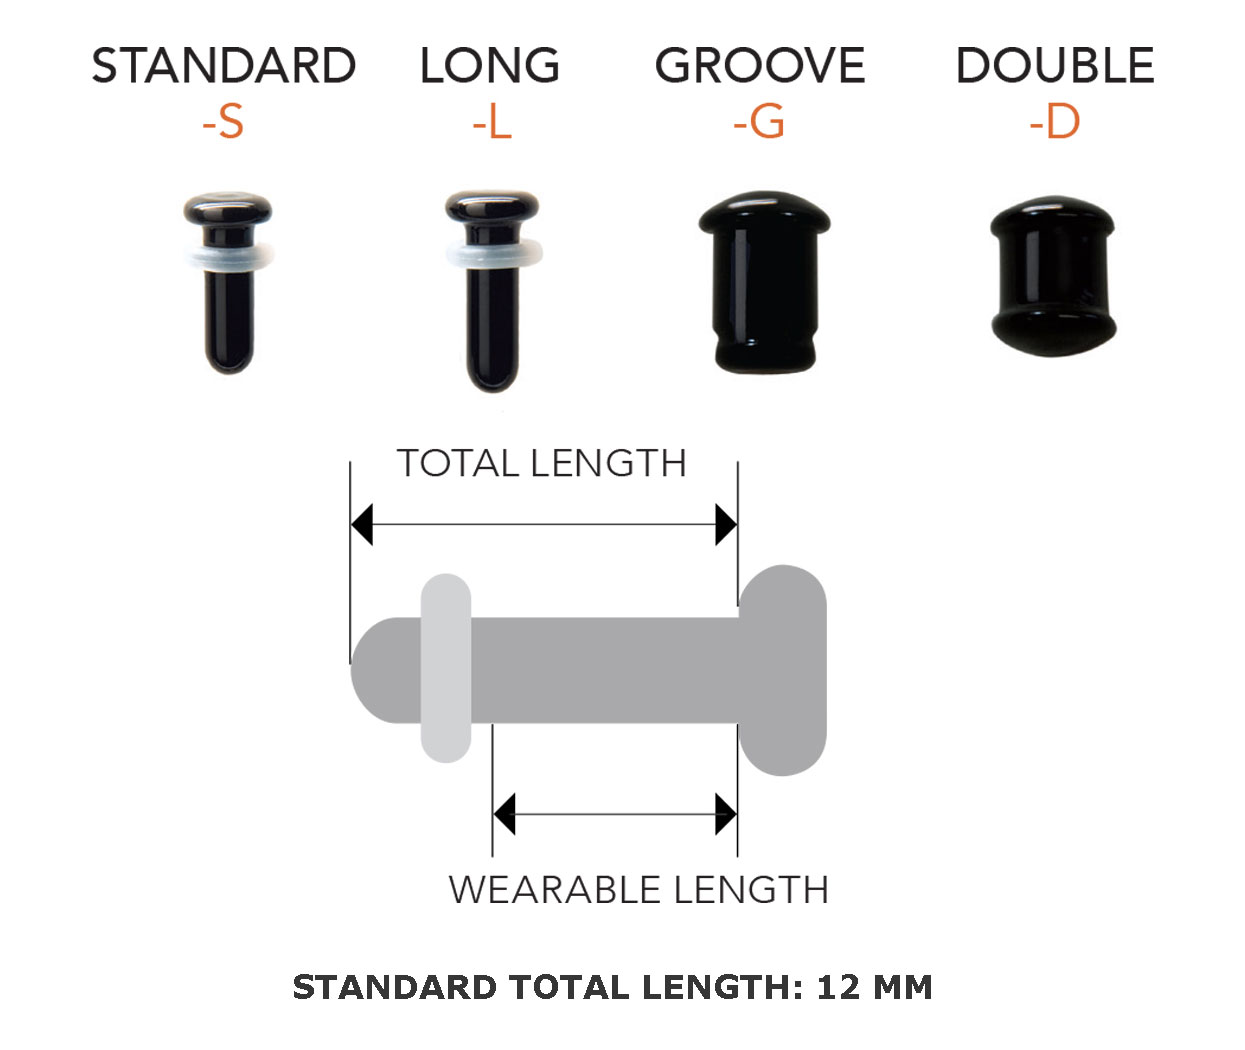 STANDARD LONG GROOVE DOUBLE
-S -L -G -D
TOTAL LENGTH
WEARABLE LENGTH
STANDARD TOTAL LENGTH: 12 MM